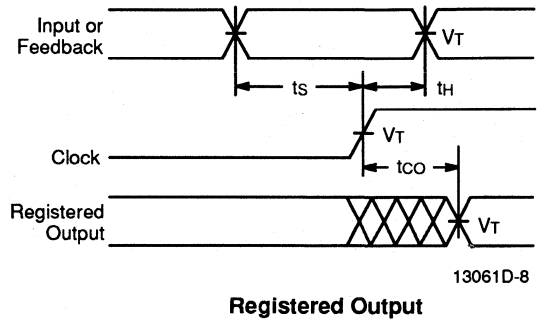 Input or
Feedback
VT
tS
tH
VT
Clock
tCO
Registered
Output
VT
13061D-8
Registered Output